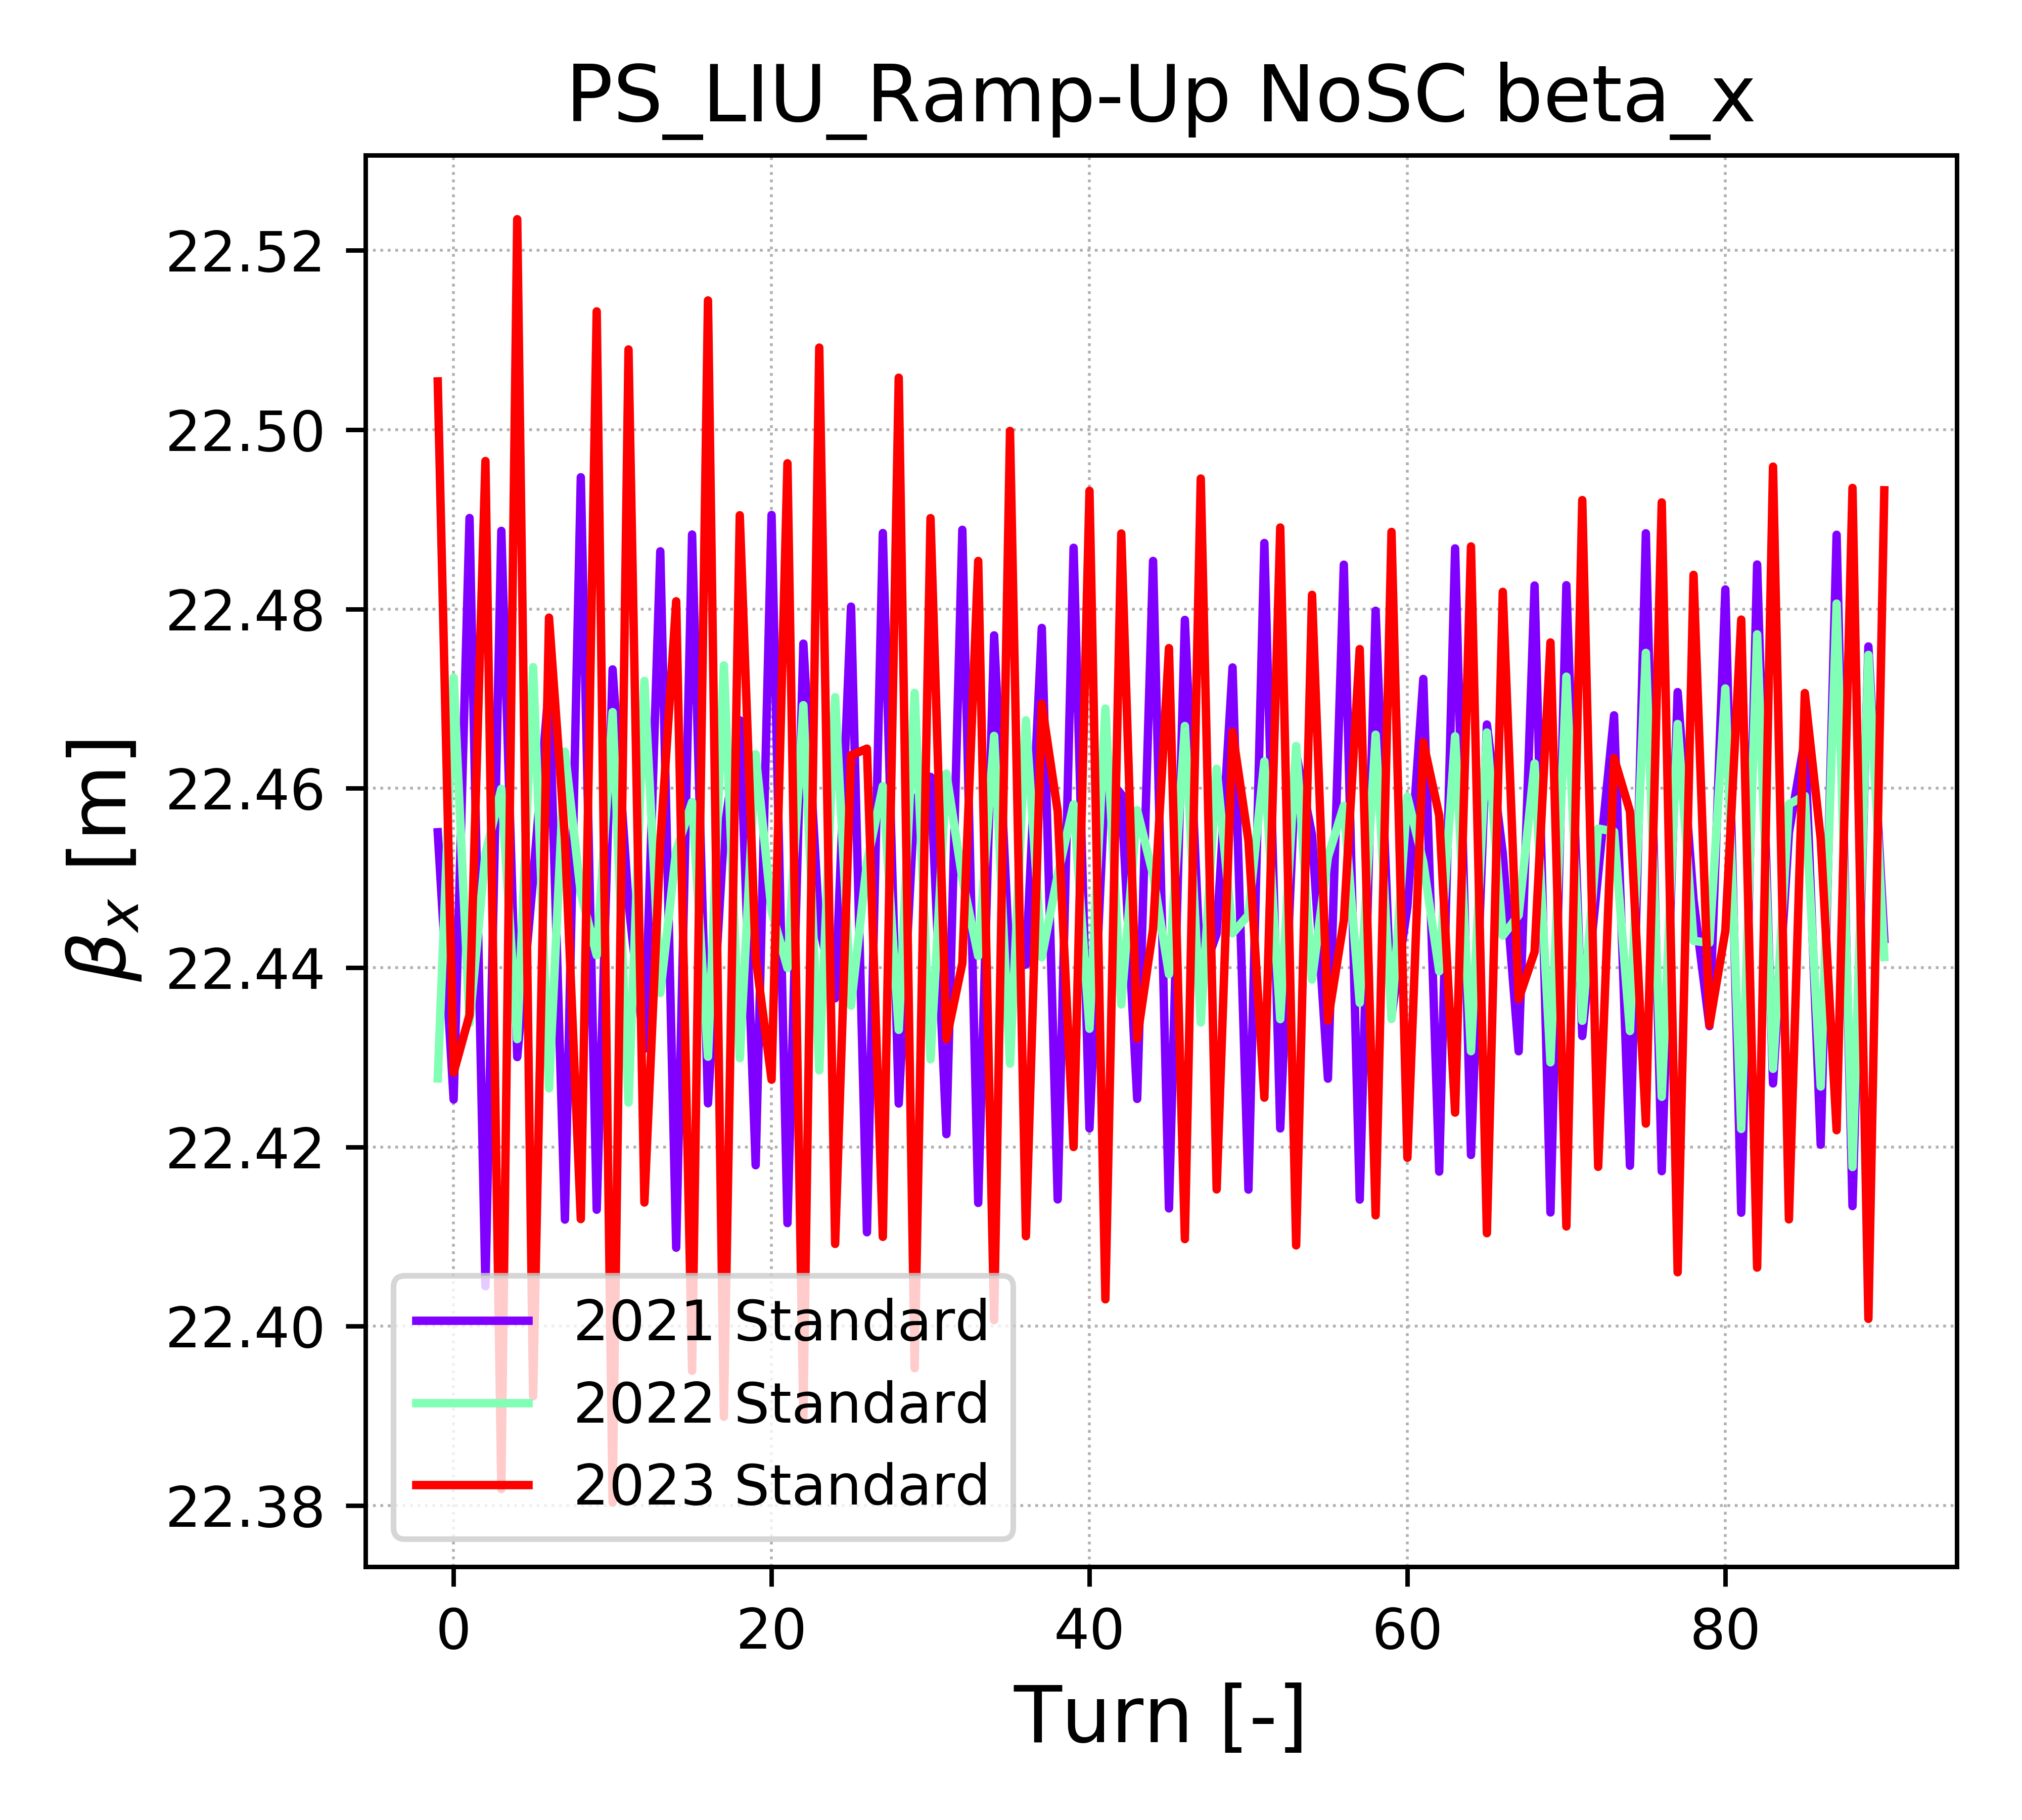 PS_LIU_Ramp-Up NoSC beta_x
22.52
22.50
22.48
22.46
22.44
22.42
22.40
22.38
βx [m]
2021 Standard
2022 Standard
2023 Standard
0 20 40 60 80
Turn [-]